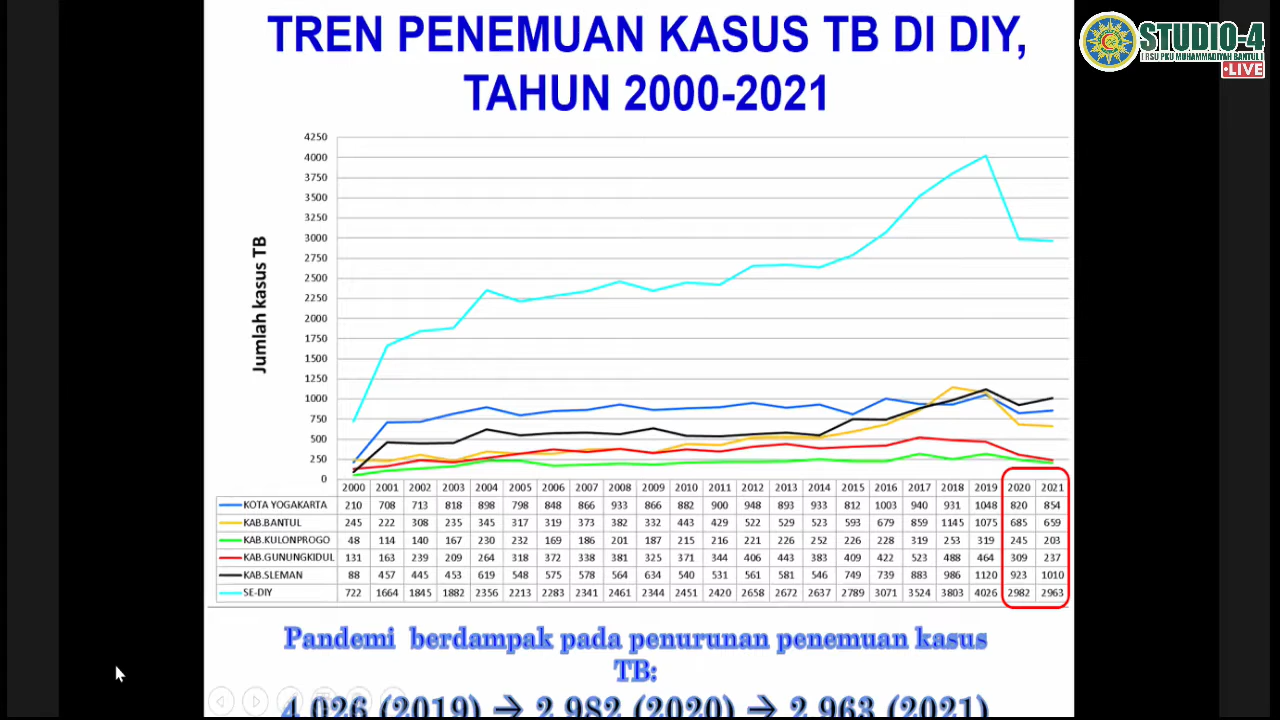 TREN PENEMUAN KASUS TB DI DIY,
TAHUN 2000-2021
STUDIO-4
| RSU PKU MUHAMMADIYAH BANTUL |
•LIVE
Jumlah kasus TB
4250
4000
3750
3500
3250
3000
2750
2500
2250
2000
1750
1500
1250
1000
750
500
250
0
2000 2001 2002 2003 2004 2005 2006 2007 2008 2009 2010 2011 2012 2013 2014 2015 2016 2017 2018 2019 2020 2021
KOTA YOGYAKARTA 210 708 713 818 898 798 848 866 933 866 882 900 948 893 933 812 1003 940 931 1048 820 854
KAB.BANTUL 245 222 308 235 345 317 319 373 382 332 443 429 522 529 523 593 679 859 1145 1075 685 659
KAB.KULONPROGO 48 114 140 167 230 232 169 186 201 187 215 216 221 226 252 226 228 319 253 319 245 203
KAB.GUNUNGKIDUL 131 163 239 209 264 318 372 338 381 325 371 344 406 443 383 409 422 523 488 464 309 237
KAB.SLEMAN 88 457 445 453 619 548 575 578 564 634 540 531 561 581 546 749 739 883 986 1120 923 1010
SE-DIY 722 1664 1845 1882 2356 2213 2283 2341 2461 2344 2451 2420 2658 2672 2637 2789 3071 3524 3803 4026 2982 2963
Pandemi berdampak pada penurunan penemuan kasus
TB:
4.026 (2019) → 2.982 (2020) → 2.963 (2021)